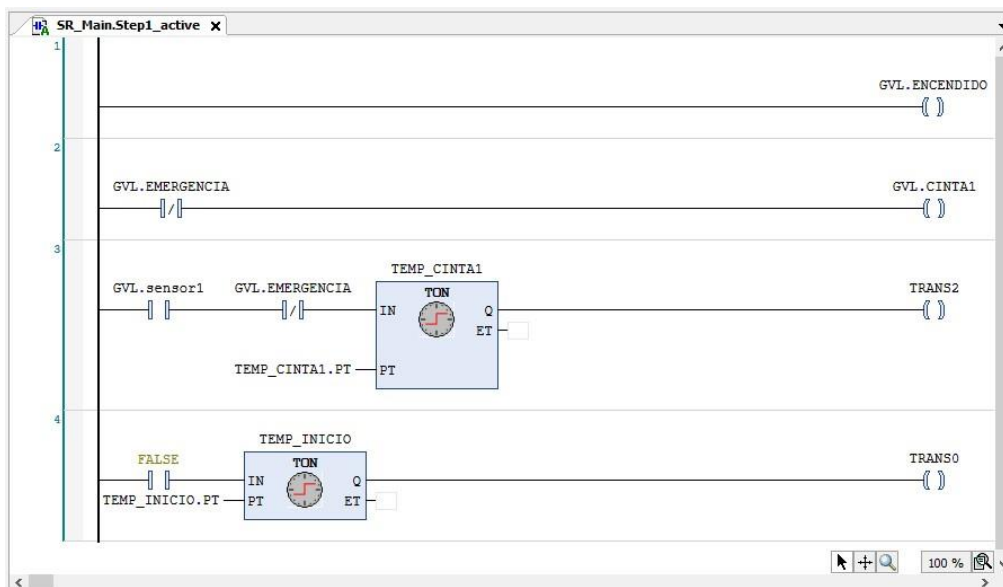 SR_Main.Step1_active X
1
GVL.ENCENDIDO
2
GVL.EMERGENCIA
GVL.CINTA1
3
TEMP_CINTA1
GVL.sensor1 GVL.EMERGENCIA TON TRANS2
IN Q
ET
TEMP_CINTA1.PT PT
4
TEMP_INICIO
FALSE TON TRANS0
IN Q
TEMP_INICIO.PT PT ET
100 %